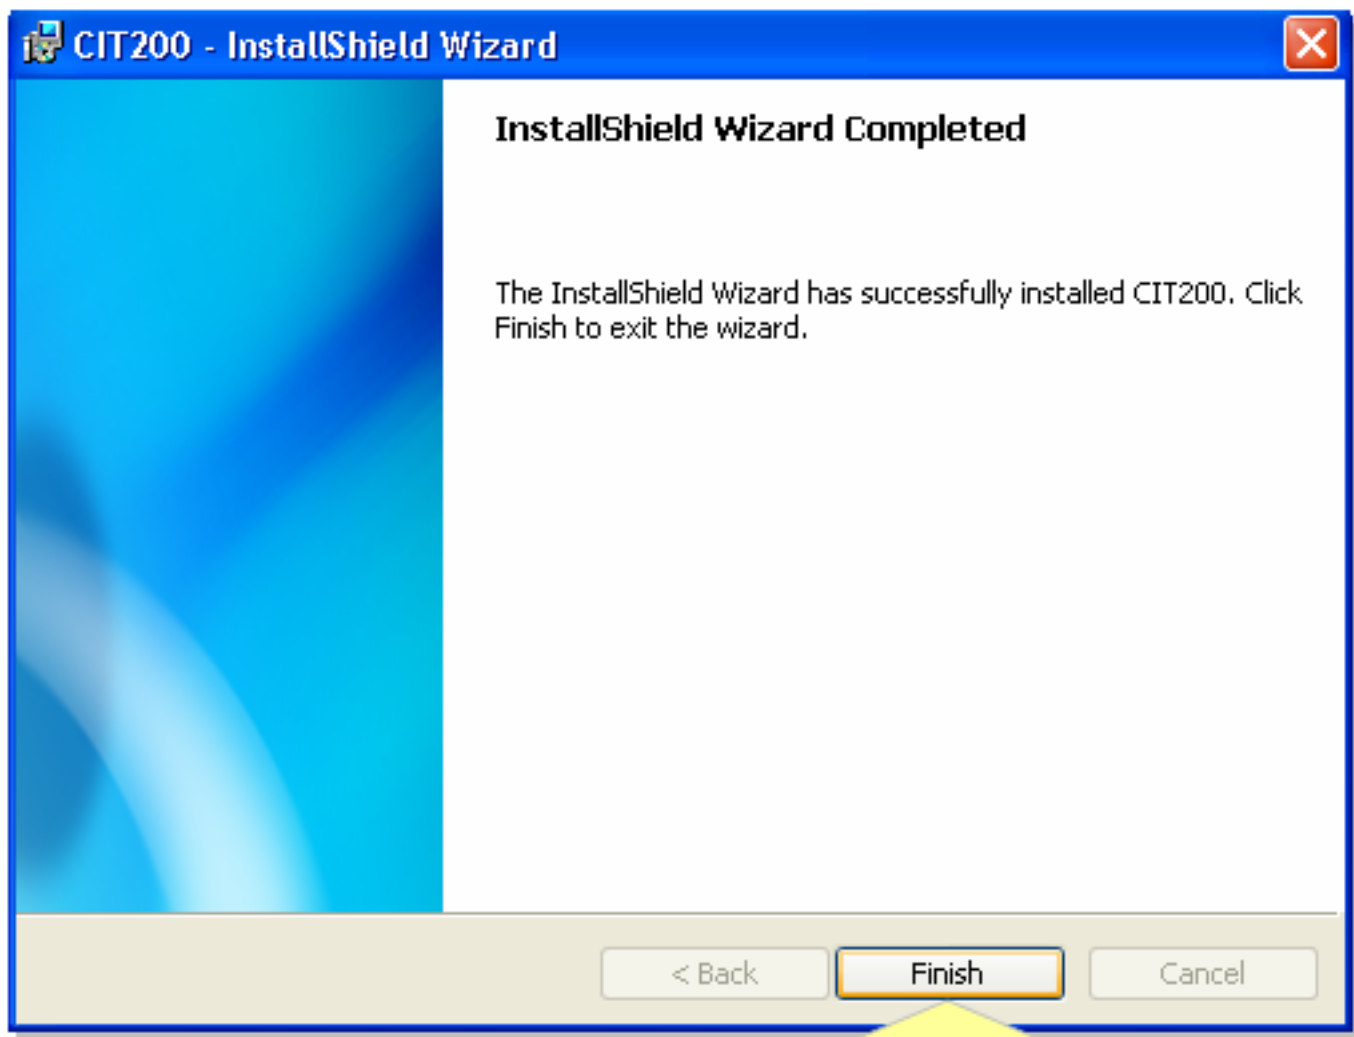 CIT200 - InstallShield Wizard
InstallShield Wizard Completed
The InstallShield Wizard has successfully installed CIT200. Click
Finish to exit the wizard.
< Back
Finish
Cancel